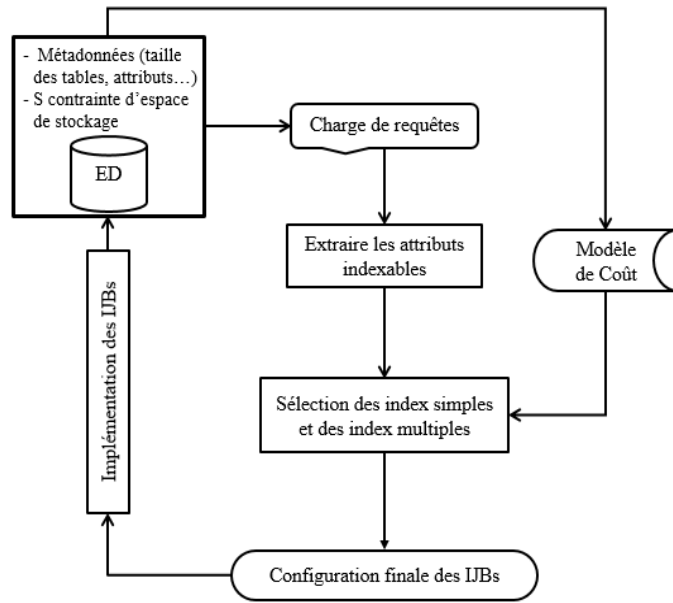 - Métadonnées (taille
des tables, attributs…)
- S contrainte d'espace
de stockage
ED
Charge de requêtes
Extraire les attributs
indexables
Modèle
de Coût
Implémentation des IJBs
Sélection des index simples
et des index multiples
Configuration finale des IJBs